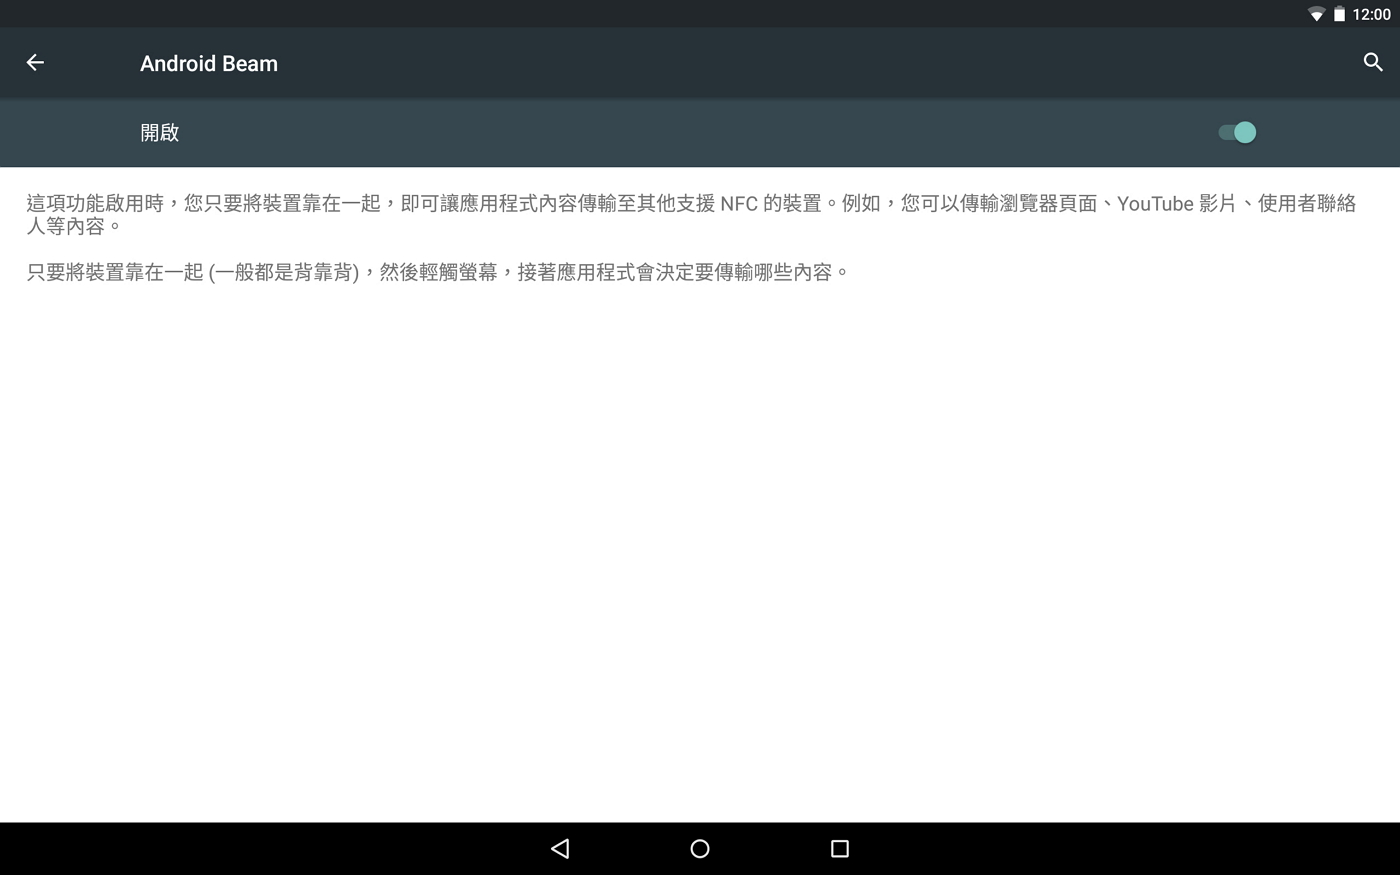 12:00
Android Beam
開啟
這項功能啟用時，您只要將裝置靠在一起，即可讓應用程式內容傳輸至其他支援 NFC 的裝置。例如，您可以傳輸瀏覽器頁面、YouTube 影片、使用者聯絡
人等內容。
只要將裝置靠在一起 (一般都是背靠背)，然後輕觸螢幕，接著應用程式會決定要傳輸哪些內容。